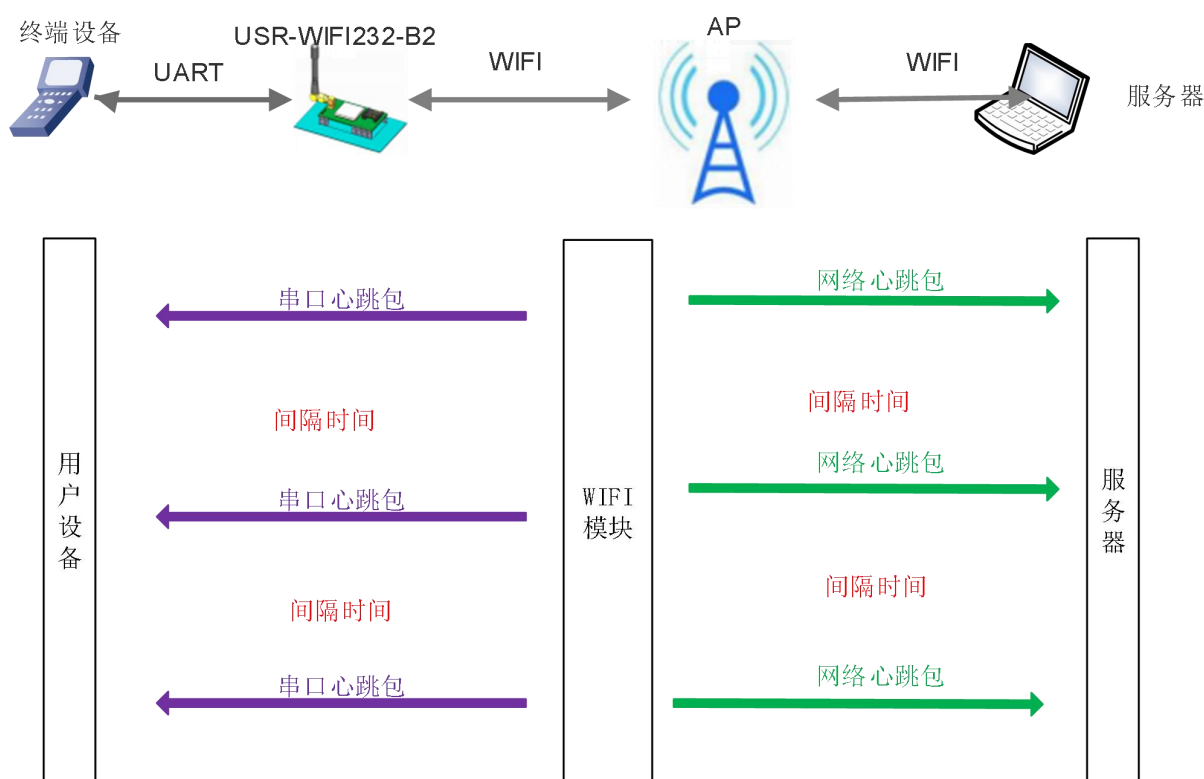 终端设备
USR-WIFI232-B2
AP
UART
WIFI
WIFI
服务器
串口心跳包
网络心跳包
间隔时间
间隔时间
用户设备
串口心跳包
WIFI
模块
网络心跳包
服务器
间隔时间
间隔时间
串口心跳包
网络心跳包